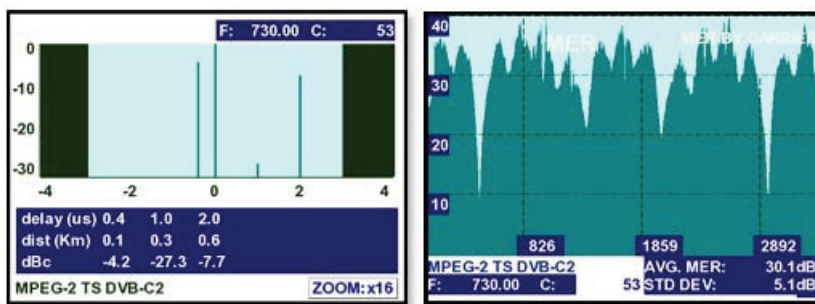 F: 730.00 C: 53
0
-10
-20
-30
-4 -2 0 2 4
delay (us) 0.4 1.0 2.0
dist (Km) 0.1 0.3 0.6
dBc -4.2 -27.3 -7.7
MPEG-2 TS DVB-C2 ZOOM: x16
40
MER MER BY CARRIER
30
20
10
826 1859 2892
MPEG-2 TS DVB-C2 AVG. MER: 30.1dB
F: 730.00 C: 53 STD DEV: 5.1dB